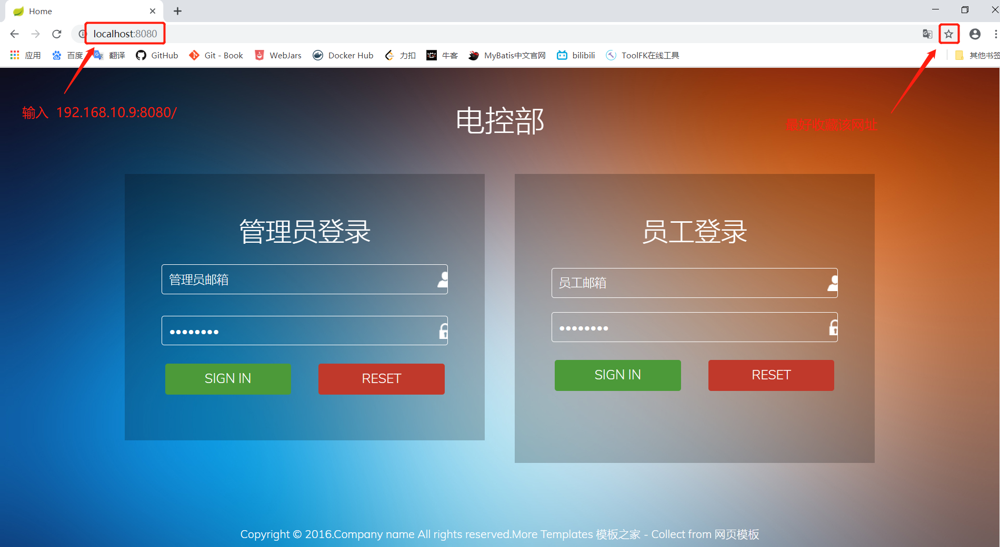 Home
localhost:8080
应用 百度 翻译 GitHub Git - Book WebJars Docker Hub 力扣 牛客 MyBatis中文官网 bilibili ToolFK在线工具 其他书签
输入 192.168.10.9:8080/
电控部
最好收藏该网址
管理员登录
管理员邮箱
SIGN IN RESET
员工登录
员工邮箱
SIGN IN RESET
Copyright © 2016.Company name All rights reserved.More Templates 模板之家 - Collect from 网页模板